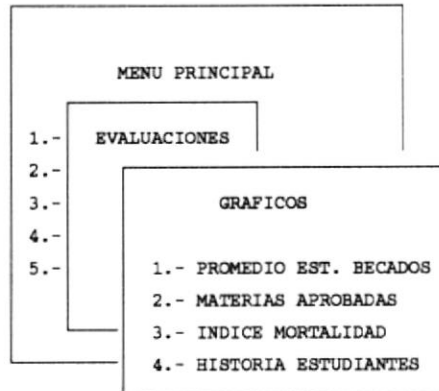 MENU PRINCIPAL
1.- EVALUACIONES
2.-
3.- GRAFICOS
4.-
5.- 1.- PROMEDIO EST. BECADOS
2.- MATERIAS APROBADAS
3.- INDICE MORTALIDAD
4.- HISTORIA ESTUDIANTES